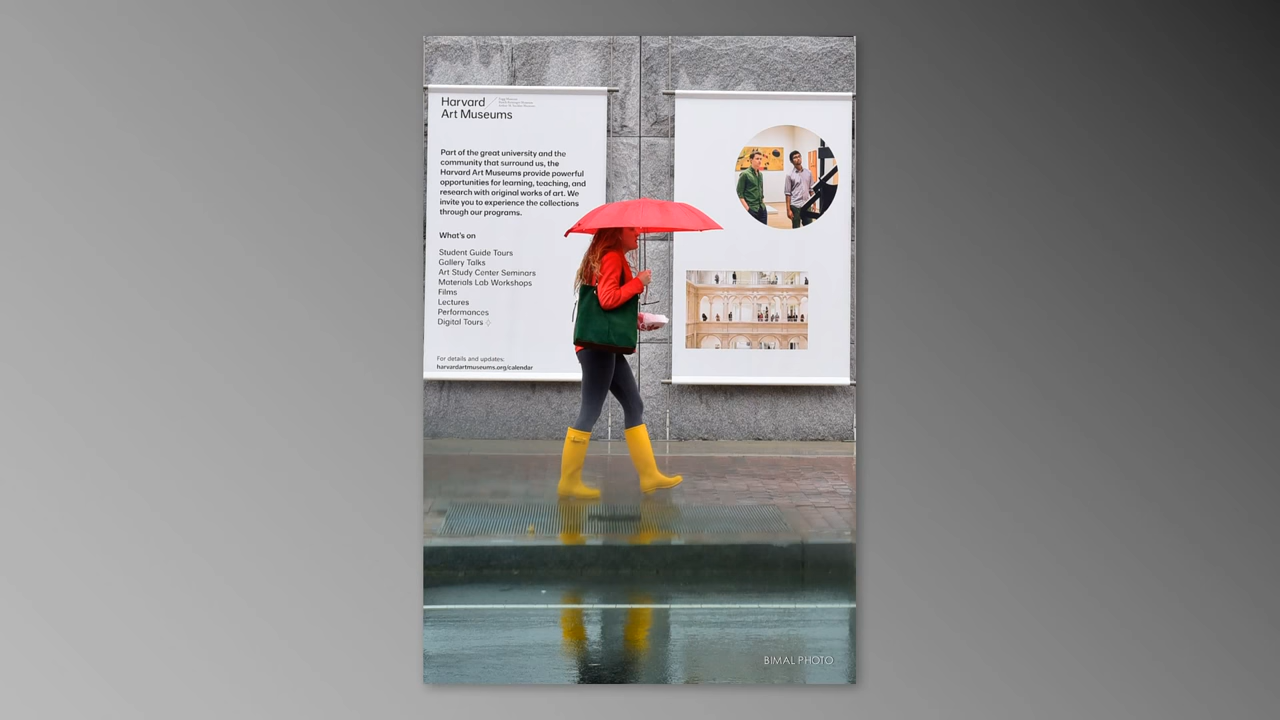 Harvard
Art Museums
Part of the great university and the
community that surround us, the
Harvard Art Museums provide powerful
opportunities for learning, teaching, and
research with original works of art. We
invite you to experience the collections
through our programs.
What's on
Student Guide Tours
Gallery Talks
Art Study Center Seminars
Materials Lab Workshops
Films
Lectures
Performances
Digital Tours
For details and updates:
harvardartmuseums.org/calendar
BIMAL PHOTO